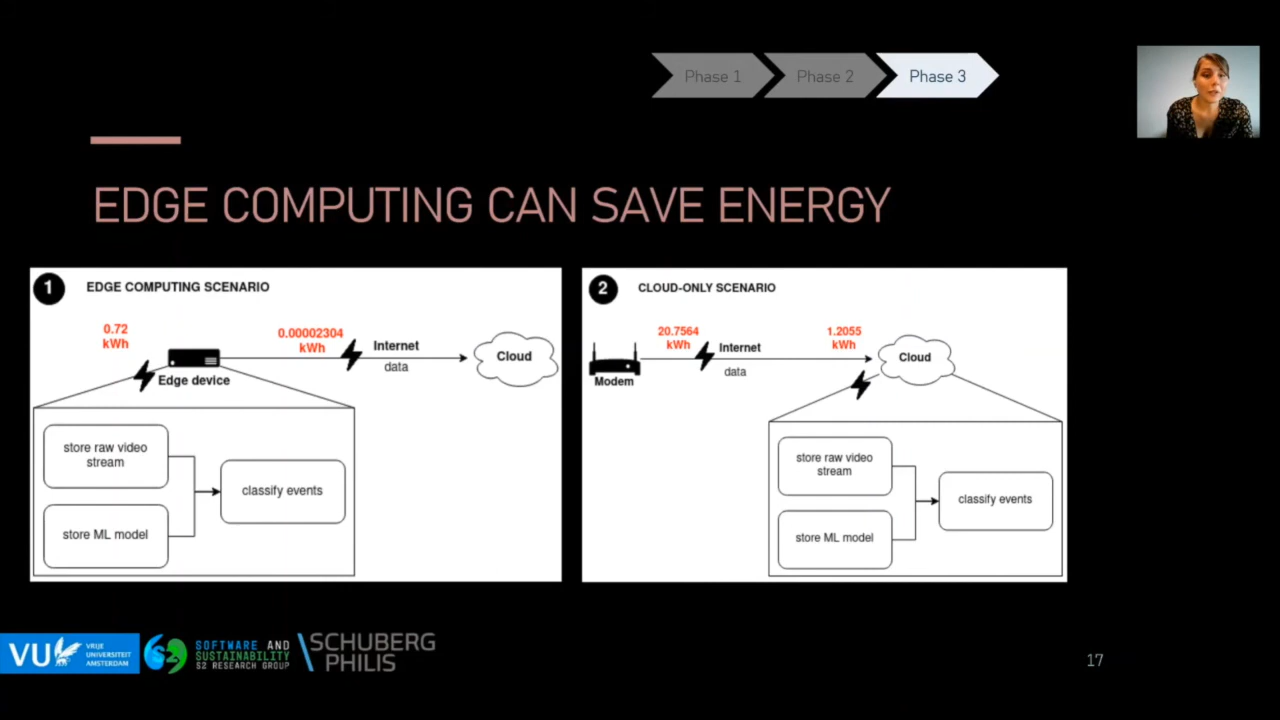 Phase 1
Phase 2
Phase 3
EDGE COMPUTING CAN SAVE ENERGY
1
EDGE COMPUTING SCENARIO
0.72
kWh
0.00002304
kWh
Internet
data
Cloud
Edge device
store raw video
stream
classify events
store ML model
2
CLOUD-ONLY SCENARIO
20.7564
kWh
1.2055
kWh
Internet
data
Cloud
Modem
store raw video
stream
classify events
store ML model
VU
VRIJE
UNIVERSITEIT
AMSTERDAM
SOFTWARE AND
SUSTAINABILITY
S2 RESEARCH GROUP
SCHUBERG
PHILIS
17